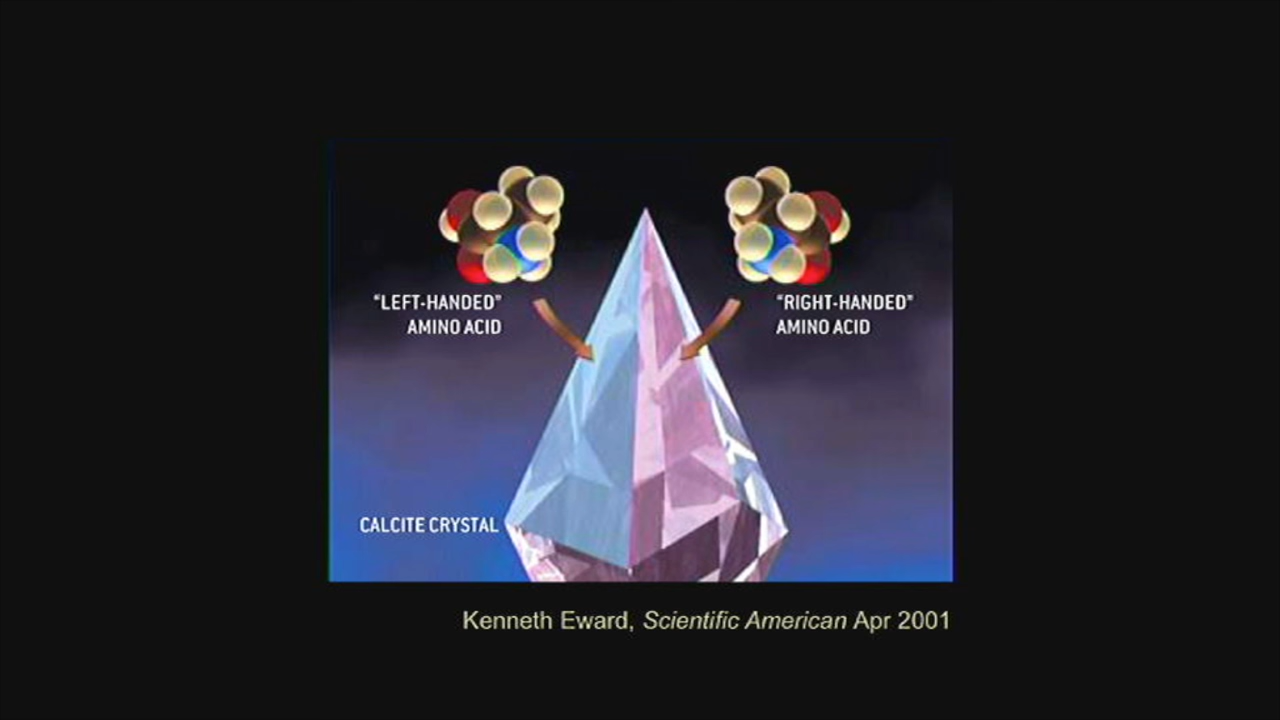 "LEFT-HANDED"
AMINO ACID
"RIGHT-HANDED"
AMINO ACID
CALCITE CRYSTAL
Kenneth Eward, Scientific American Apr 2001